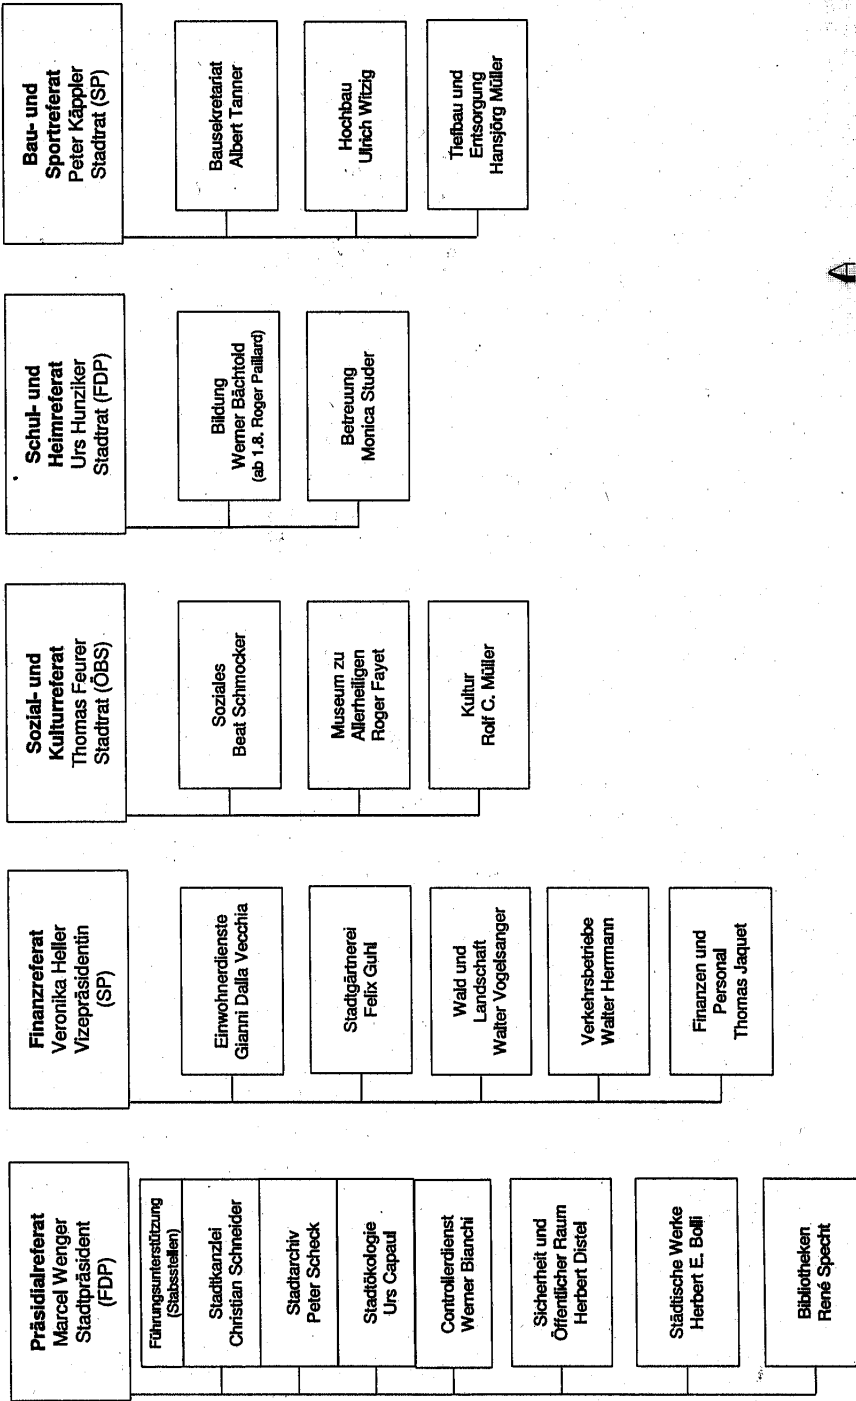 Präsidialreferat
Marcel Wenger
Stadtpräsident
(FDP)
Führungsunterstützung
(Stabsstellen)
Stadtkanzlei
Christian Schneider
Stadtarchiv
Peter Scheck
Stadtökologie
Urs Capaul
Controllerdienst
Werner Bianchi
Sicherheit und
Öffentlicher Raum
Herbert Distel
Städtische Werke
Herbert E. Bolli
Bibliotheken
René Specht
Finanzreferat
Veronika Heller
Vizepräsidentin
(SP)
Einwohnerdienste
Gianni Dalla Vecchia
Stadtgärtnerei
Felix Guhl
Wald und
Landschaft
Walter Vogelsanger
Verkehrsbetriebe
Walter Herrmann
Finanzen und
Personal
Thomas Jaquet
Sozial- und
Kulturreferat
Thomas Feurer
Stadtrat (ÖBS)
Soziales
Beat Schmocker
Museum zu
Allerheiligen
Roger Fayet
Kultur
Rolf C. Müller
Schul- und
Heimreferat
Urs Hunziker
Stadtrat (FDP)
Bildung
Werner Bächtold
(ab 1.8. Roger Paillard)
Betreuung
Monica Studer
Bau- und
Sportreferat
Peter Käppler
Stadtrat (SP)
Bausekretariat
Albert Tanner
Hochbau
Ulrich Witzig
Tiefbau und
Entsorgung
Hansjörg Müller